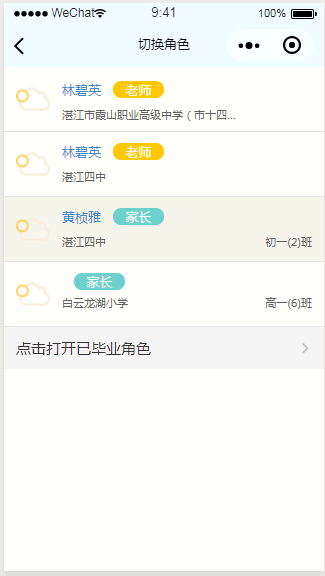 ●●●●● WeChat 9:41 100%
切换角色
林碧英 老师
湛江市霞山职业高级中学（市十四...
林碧英 老师
湛江四中
黄桢雅 家长
湛江四中 初一(2)班
家长
白云龙湖小学 高一(6)班
点击打开已毕业角色